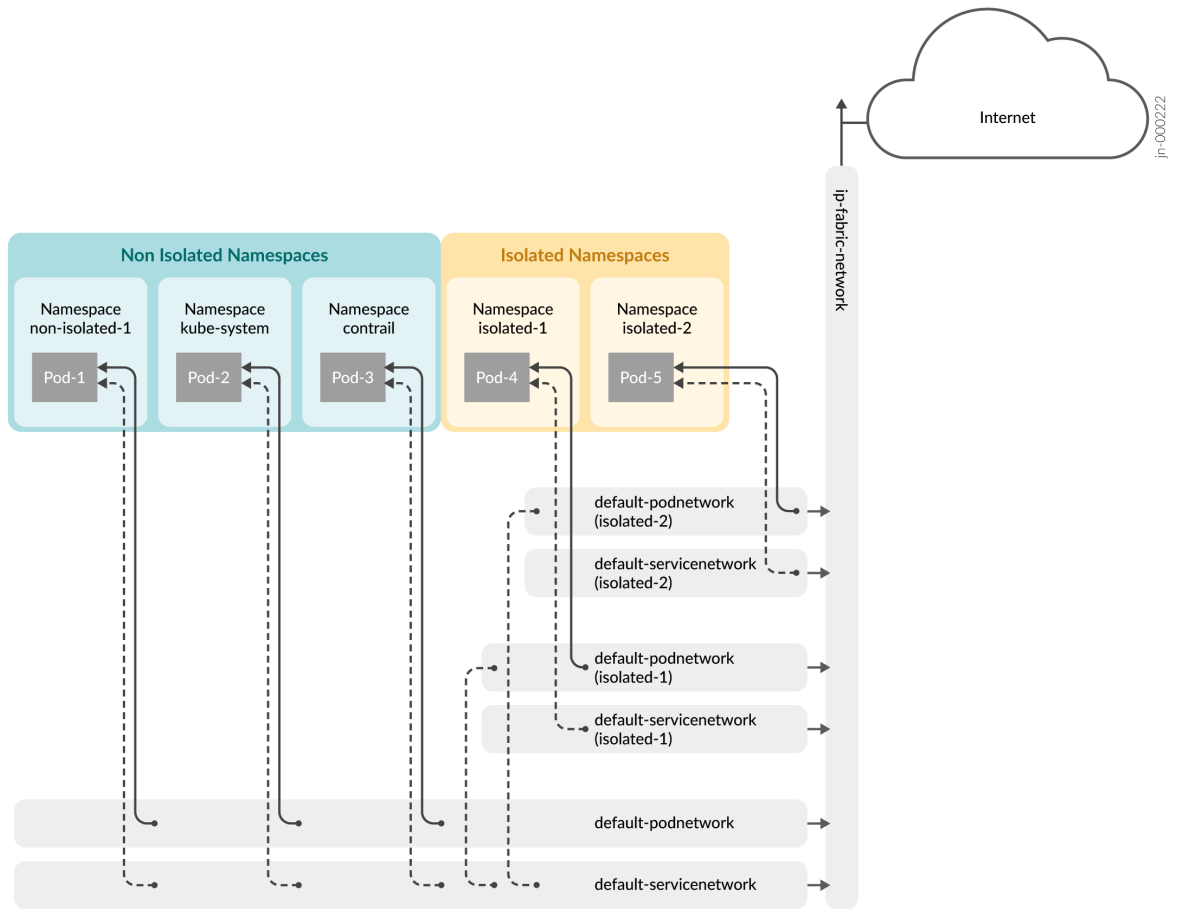 Internet
jn-000222
ip-fabric-network
Non Isolated Namespaces
Isolated Namespaces
Namespace
non-isolated-1
Namespace
kube-system
Namespace
contrail
Namespace
isolated-1
Namespace
isolated-2
Pod-1
Pod-2
Pod-3
Pod-4
Pod-5
default-podnetwork
(isolated-2)
default-servicenetwork
(isolated-2)
default-podnetwork
(isolated-1)
default-servicenetwork
(isolated-1)
default-podnetwork
default-servicenetwork